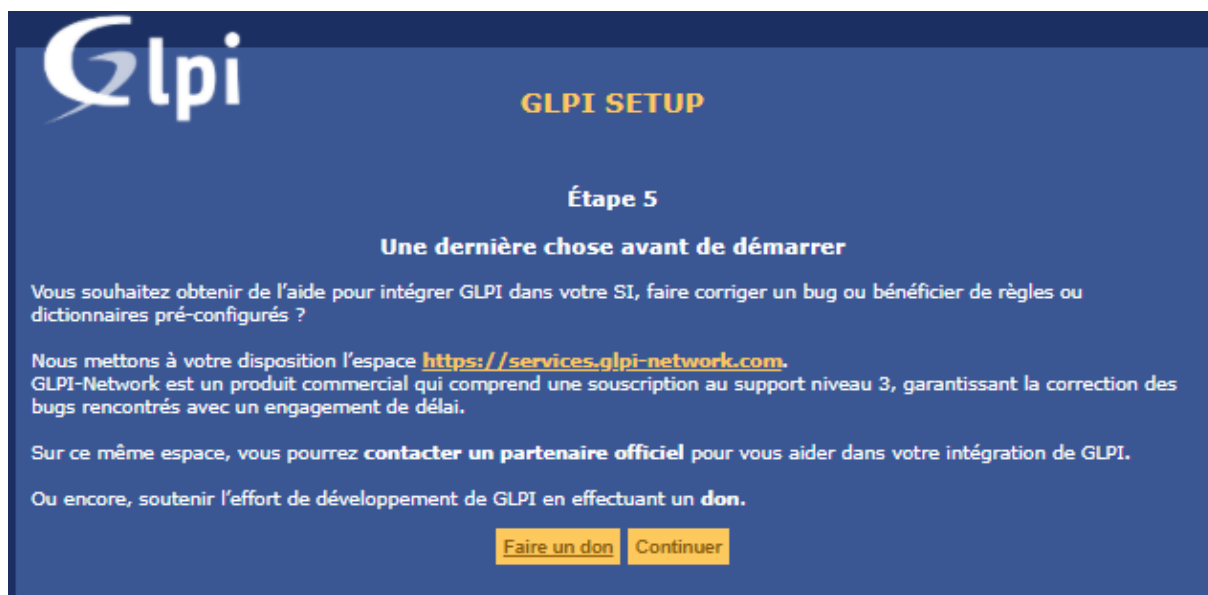 Glpi
GLPI SETUP
Étape 5
Une dernière chose avant de démarrer
Vous souhaitez obtenir de l'aide pour intégrer GLPI dans votre SI, faire corriger un bug ou bénéficier de règles ou
dictionnaires pré-configurés ?
Nous mettons à votre disposition l'espace https://services.glpi-network.com.
GLPI-Network est un produit commercial qui comprend une souscription au support niveau 3, garantissant la correction des
bugs rencontrés avec un engagement de délai.
Sur ce même espace, vous pourrez contacter un partenaire officiel pour vous aider dans votre intégration de GLPI.
Ou encore, soutenir l'effort de développement de GLPI en effectuant un don.
Faire un don Continuer